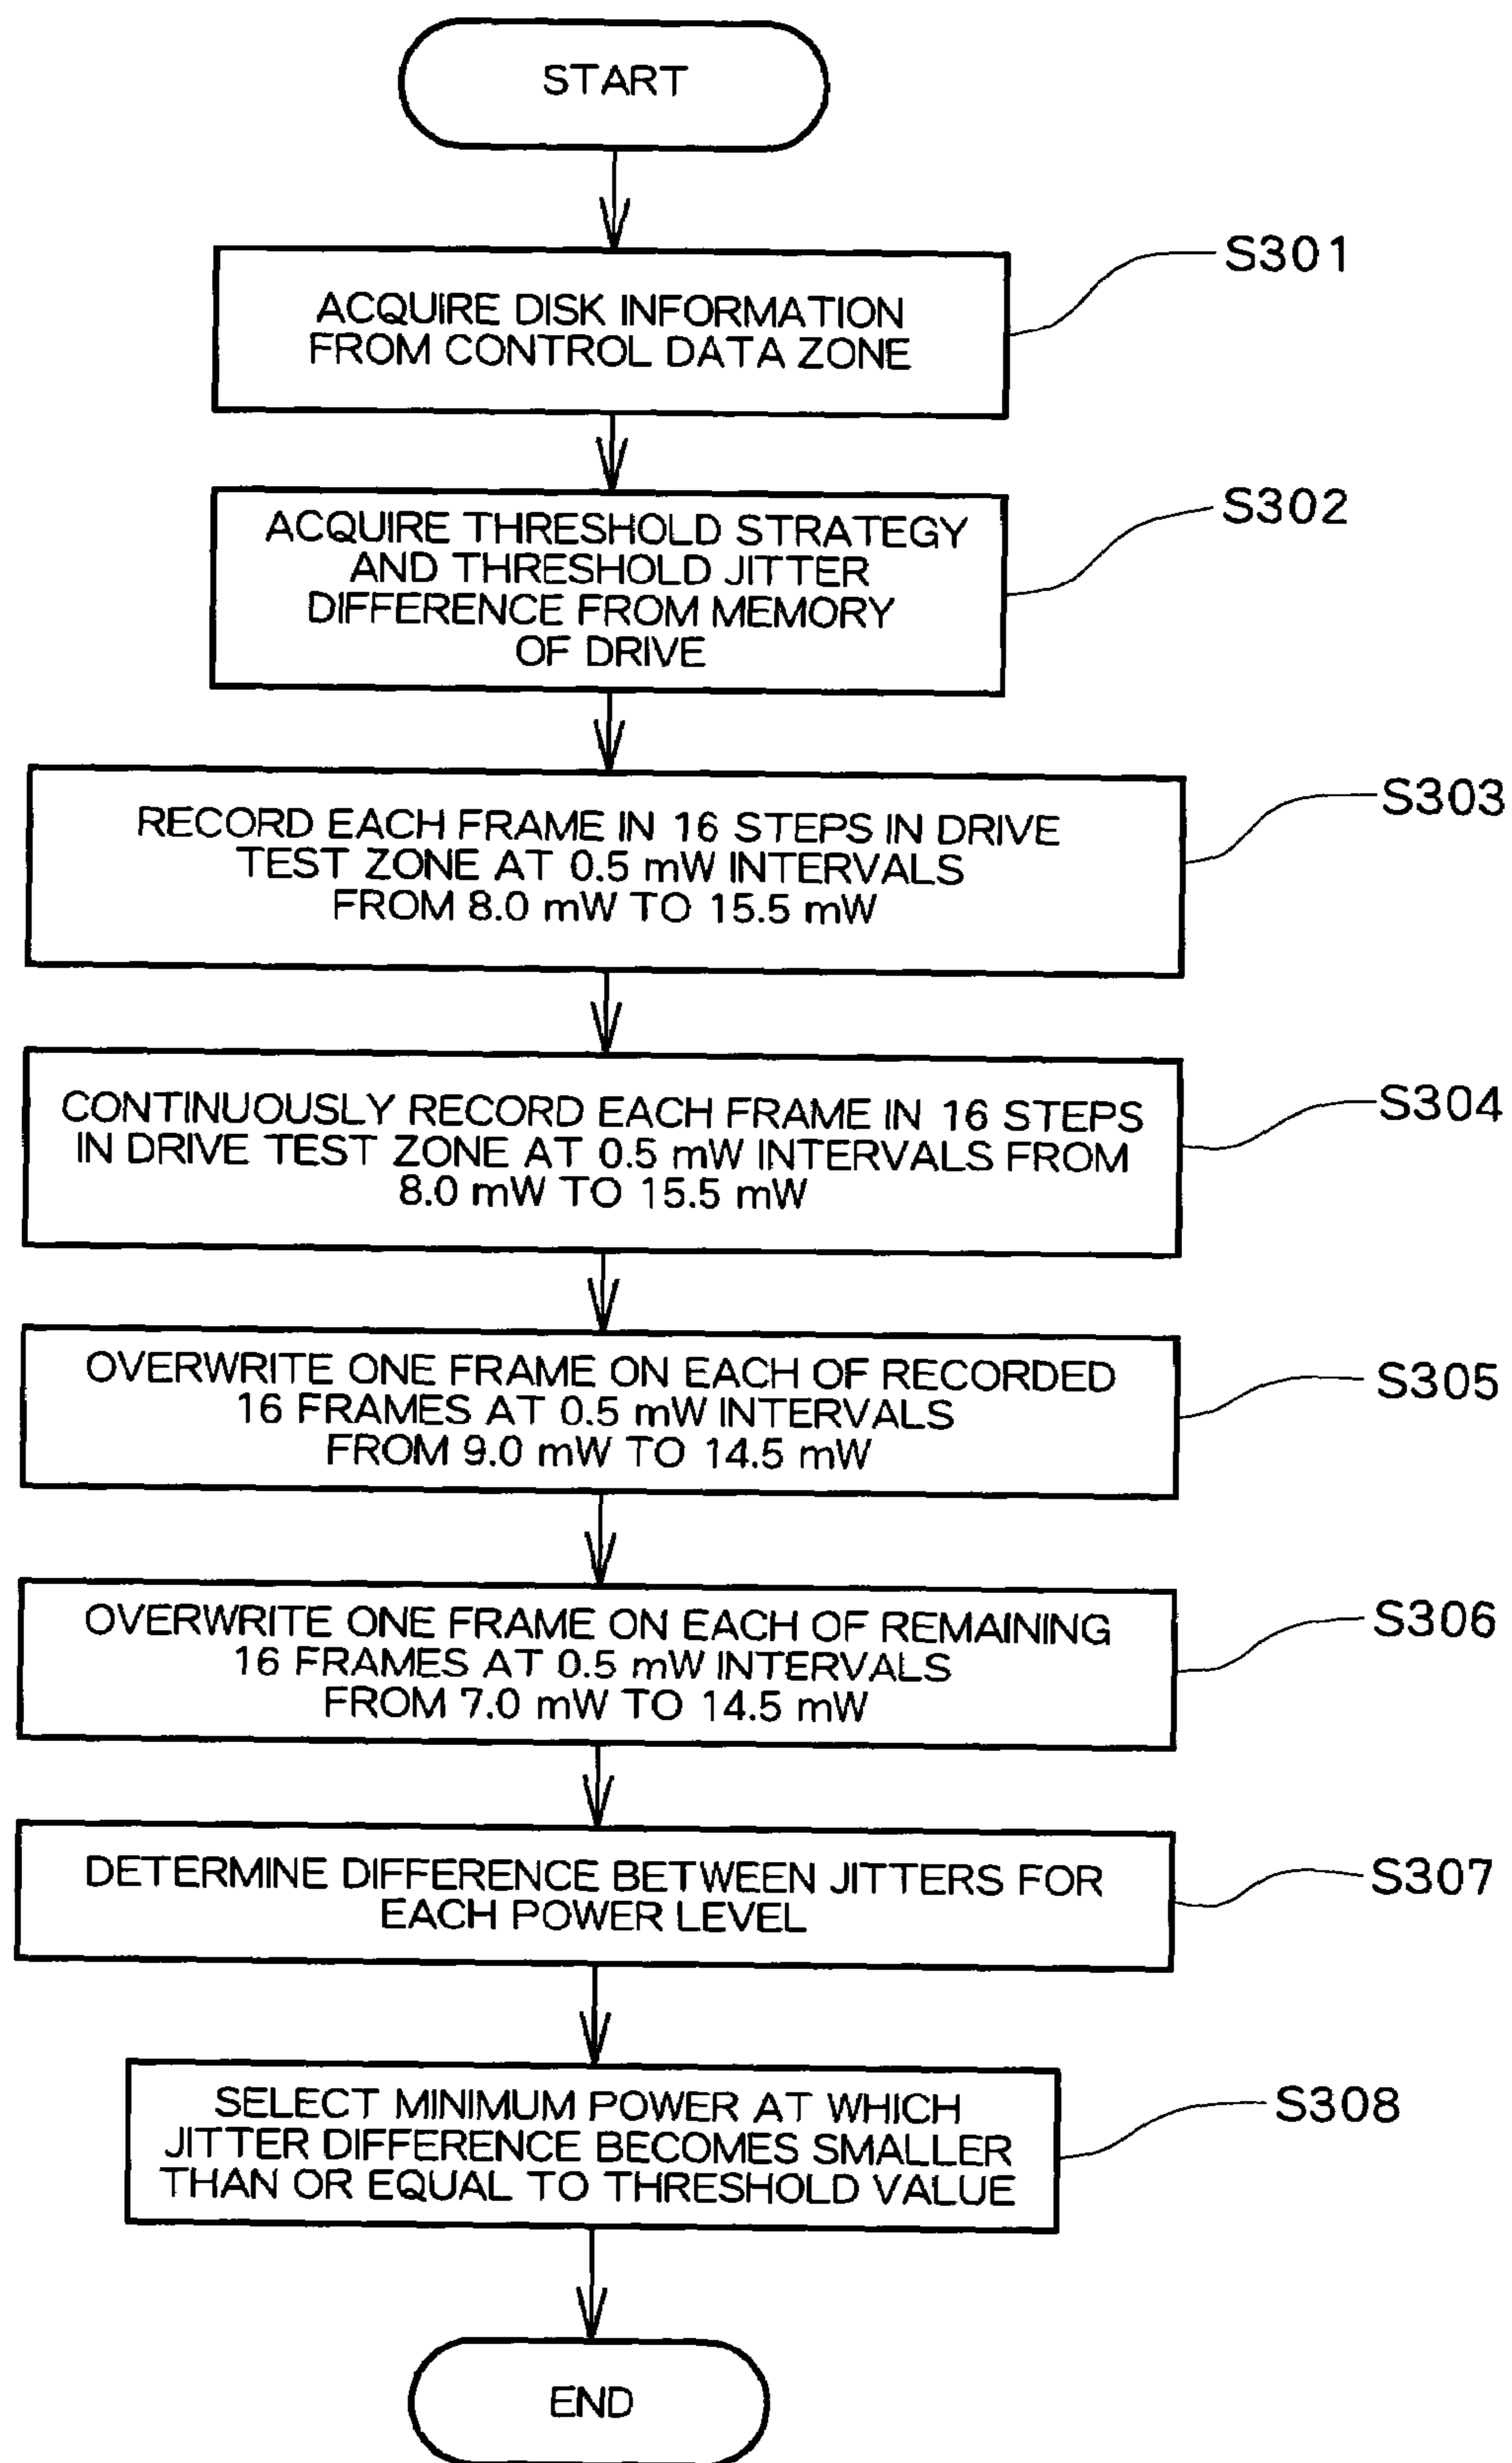 START
S301
ACQUIRE DISK INFORMATION
FROM CONTROL DATA ZONE
S302
ACQUIRE THRESHOLD STRATEGY
AND THRESHOLD JITTER
DIFFERENCE FROM MEMORY
OF DRIVE
S303
RECORD EACH FRAME IN 16 STEPS IN DRIVE
TEST ZONE AT 0.5 mW INTERVALS
FROM 8.0 mW TO 15.5 mW
S304
CONTINUOUSLY RECORD EACH FRAME IN 16 STEPS
IN DRIVE TEST ZONE AT 0.5 mW INTERVALS FROM
8.0 mW TO 15.5 mW
S305
OVERWRITE ONE FRAME ON EACH OF RECORDED
16 FRAMES AT 0.5 mW INTERVALS
FROM 9.0 mW TO 14.5 mW
S306
OVERWRITE ONE FRAME ON EACH OF REMAINING
16 FRAMES AT 0.5 mW INTERVALS
FROM 7.0 mW TO 14.5 mW
S307
DETERMINE DIFFERENCE BETWEEN JITTERS FOR
EACH POWER LEVEL
S308
SELECT MINIMUM POWER AT WHICH
JITTER DIFFERENCE BECOMES SMALLER
THAN OR EQUAL TO THRESHOLD VALUE
END